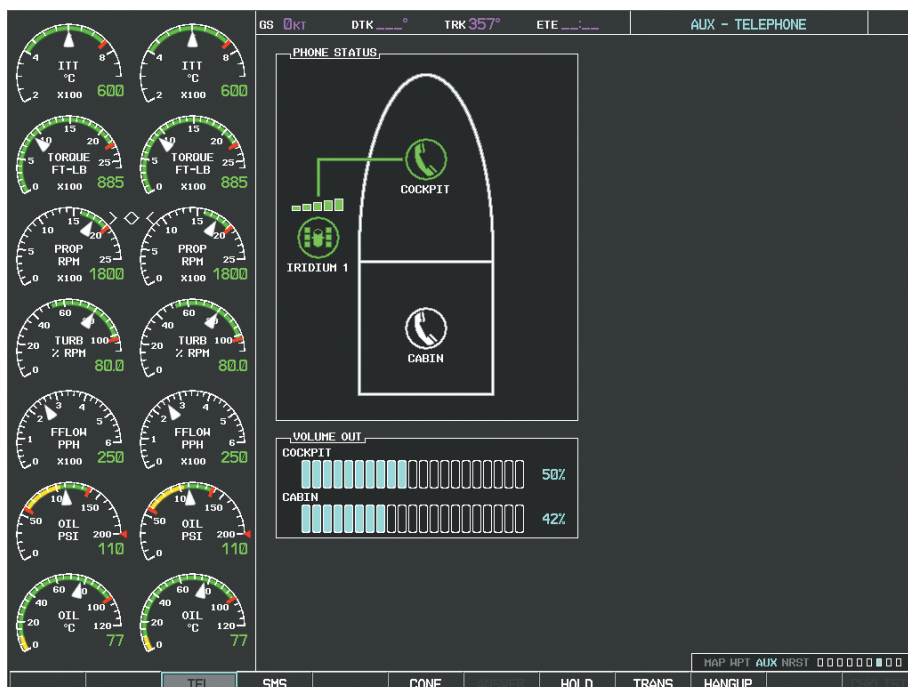 GS 0KT DTK ___° TRK 357° ETE __:__ AUX - TELEPHONE
4 8 4 8
ITT ITT
°C °C
2 X100 600 2 X100 600
10 15 20 10 15 20
5 TORQUE 25 5 TORQUE 25
FT-LB FT-LB
0 X100 885 0 X100 885
10 15 20 10 15 20
5 PROP 25 5 PROP 25
RPM RPM
0 X100 1800 0 X100 1800
40 60 40 60
20 TURB 100 20 TURB 100
% RPM % RPM
0 80.0 0 80.0
2 3 4 5 2 3 4 5
1 FFLOW 6 1 FFLOW 6
PPH PPH
0 X100 250 0 X100 250
50 150 50 150
OIL OIL
PSI 200 PSI 200
0 110 0 110
40 60 100 40 60 100
20 OIL 120 20 OIL 120
°C °C
0 77 0 77
PHONE STATUS
COCKPIT
IRIDIUM 1
CABIN
VOLUME OUT
COCKPIT
50%
CABIN
42%
MAP WPT AUX NRST
TEL SMS CONF ANSWER HOLD TRANS HANGUP CHKLIST